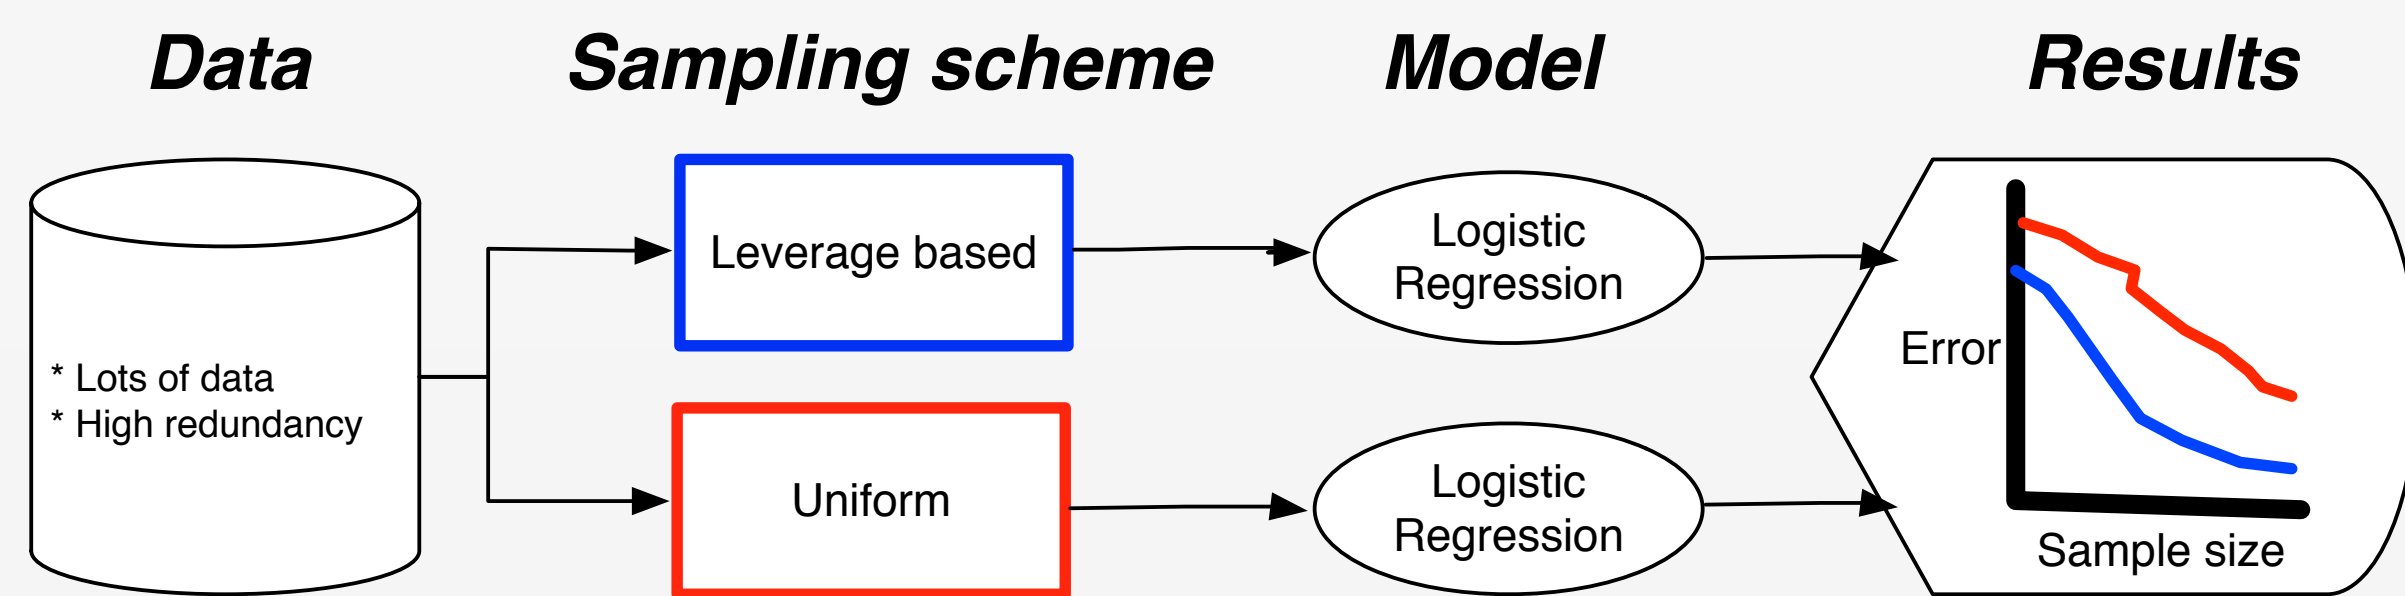 Data
Sampling scheme
Model
Results
* Lots of data
* High redundancy
Leverage based
Uniform
Logistic
Regression
Logistic
Regression
Error
Sample size